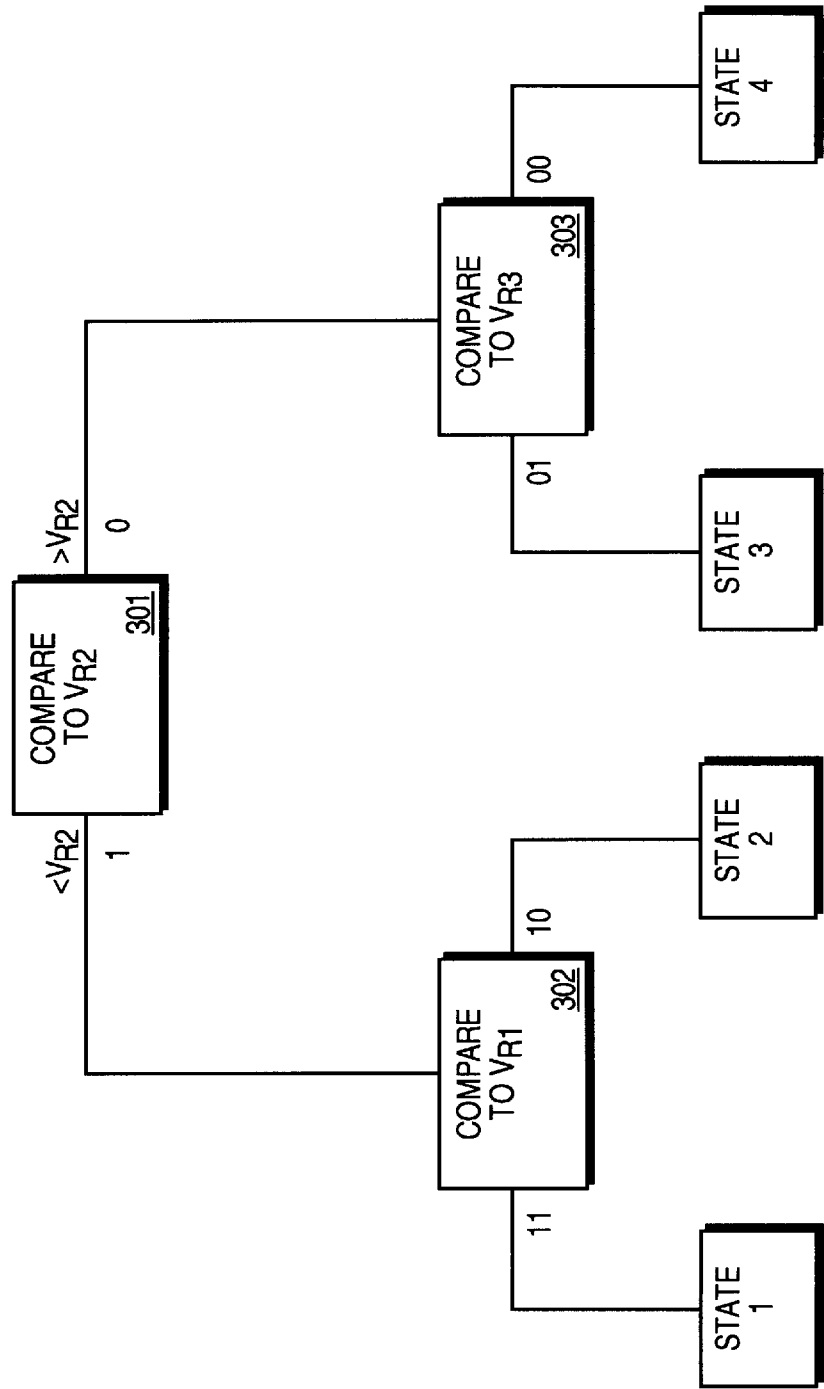 COMPARE
TO VR2
301
<VR2
1
>VR2
0
COMPARE
TO VR1
302
11
10
COMPARE
TO VR3
303
01
00
STATE
1
STATE
2
STATE
3
STATE
4